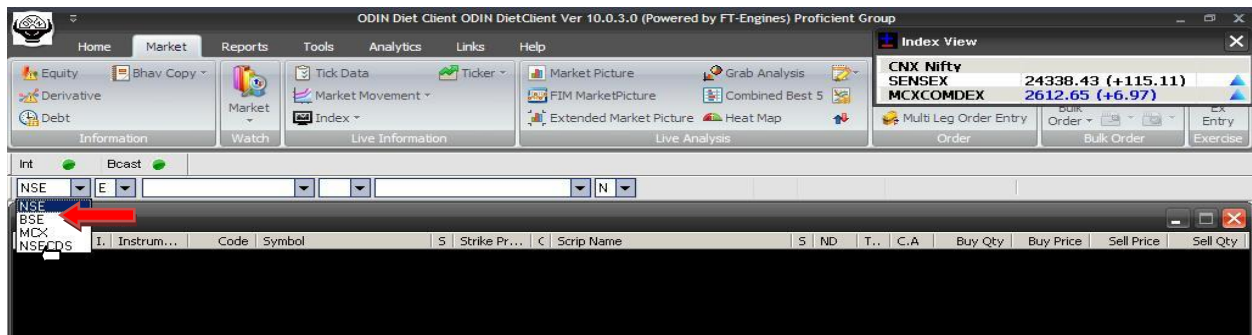 ODIN Diet Client ODIN DietClient Ver 10.0.3.0 (Powered by FT-Engines) Proficient Group
Home Market Reports Tools Analytics Links Help
Index View
CNX Nifty
SENSEX 24338.43 (+115.11)
MCXCOMDEX 2612.65 (+6.97)
Equity Bhav Copy
Derivative
Debt
Information
Market
Watch
Tick Data Ticker
Market Movement
Index
Live Information
Market Picture Grab Analysis
FIM MarketPicture Combined Best 5
Extended Market Picture Heat Map
Live Analysis
Multi Leg Order Entry
Order
Bulk
Order
Bulk Order
Ex
Entry
Exercise
Int Bcast
NSE E N
NSE
BSE
MCX
NSECDS
I. Instrum... Code Symbol S Strike Pr... C Scrip Name S ND T.. C.A Buy Qty Buy Price Sell Price Sell Qty